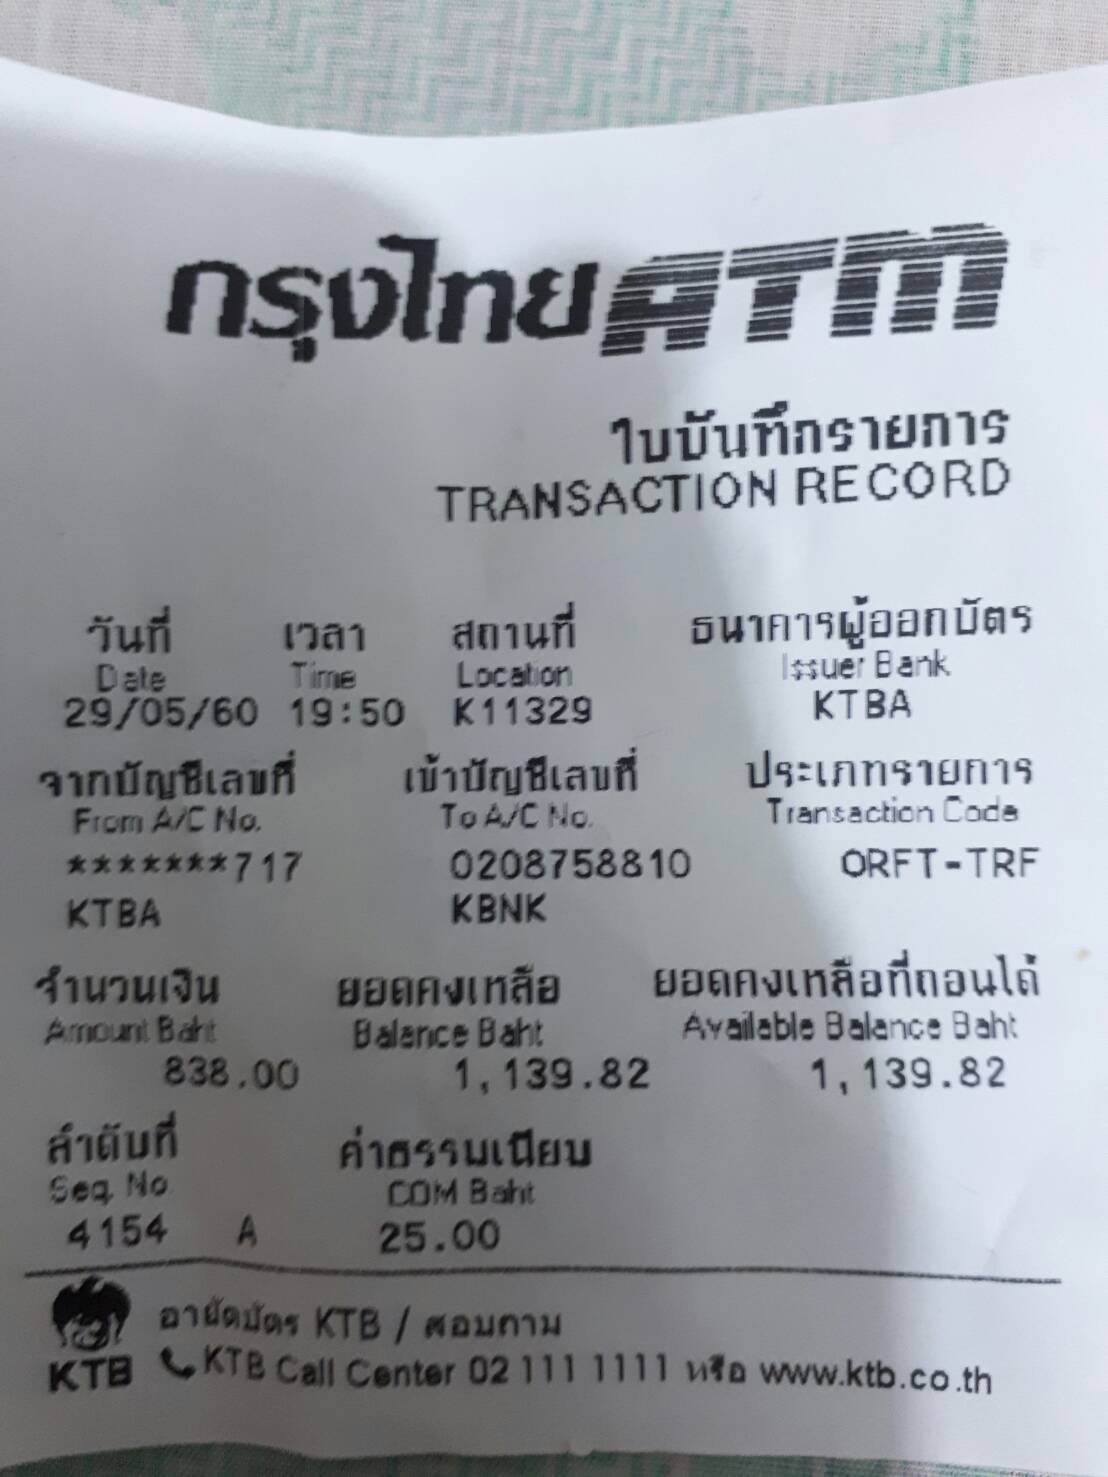 กรุงไทย ATM
ใบบันทึกรายการ
TRANSACTION RECORD
วันที่ เวลา สถานที่ ธนาคารผู้ออกบัตร
Date Time Location Issuer Bank
29/05/60 19:50 K11329 KTBA
จากบัญชีเลขที่ เข้าบัญชีเลขที่ ประเภทรายการ
From A/C No. To A/C No. Transaction Code
*******717 0208758810 ORFT-TRF
KTBA KBNK
จำนวนเงิน ยอดคงเหลือ ยอดคงเหลือที่ถอนได้
Amount Baht Balance Baht Available Balance Baht
838.00 1,139.82 1,139.82
ลำดับที่ ค่าธรรมเนียม
Seq. No COM Baht
4154 A 25.00
อายัดบัตร KTB / สอบถาม
KTB KTB Call Center 02 111 1111 หรือ www.ktb.co.th